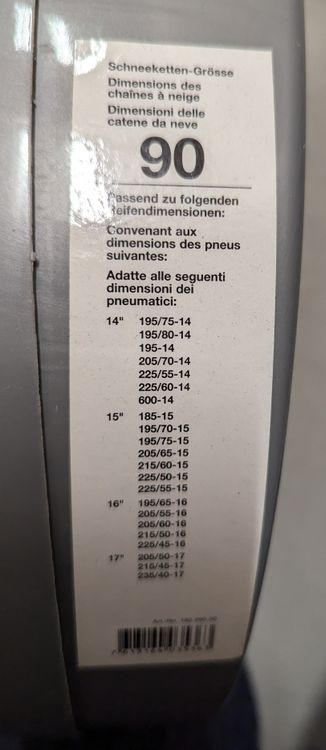 Schneeketten-Grösse
Dimensions des
chaînes à neige
Dimensioni delle
catene da neve
90
Passend zu folgenden
Reifendimensionen:
Convenant aux
dimensions des pneus
suivantes:
Adatte alle seguenti
dimensioni dei
pneumatici:
14" 195/75-14
195/80-14
195-14
205/70-14
225/55-14
225/60-14
600-14
15" 185-15
195/70-15
195/75-15
205/65-15
215/60-15
225/50-15
225/55-15
16" 195/65-16
205/55-16
205/60-16
215/50-16
225/45-16
17" 205/50-17
215/45-17
235/40-17
Art.-Nr.